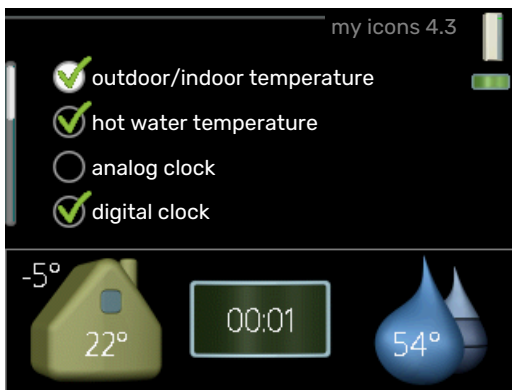 my icons 4.3
outdoor/indoor temperature
hot water temperature
analog clock
digital clock
-5°
22°
00:01
54°